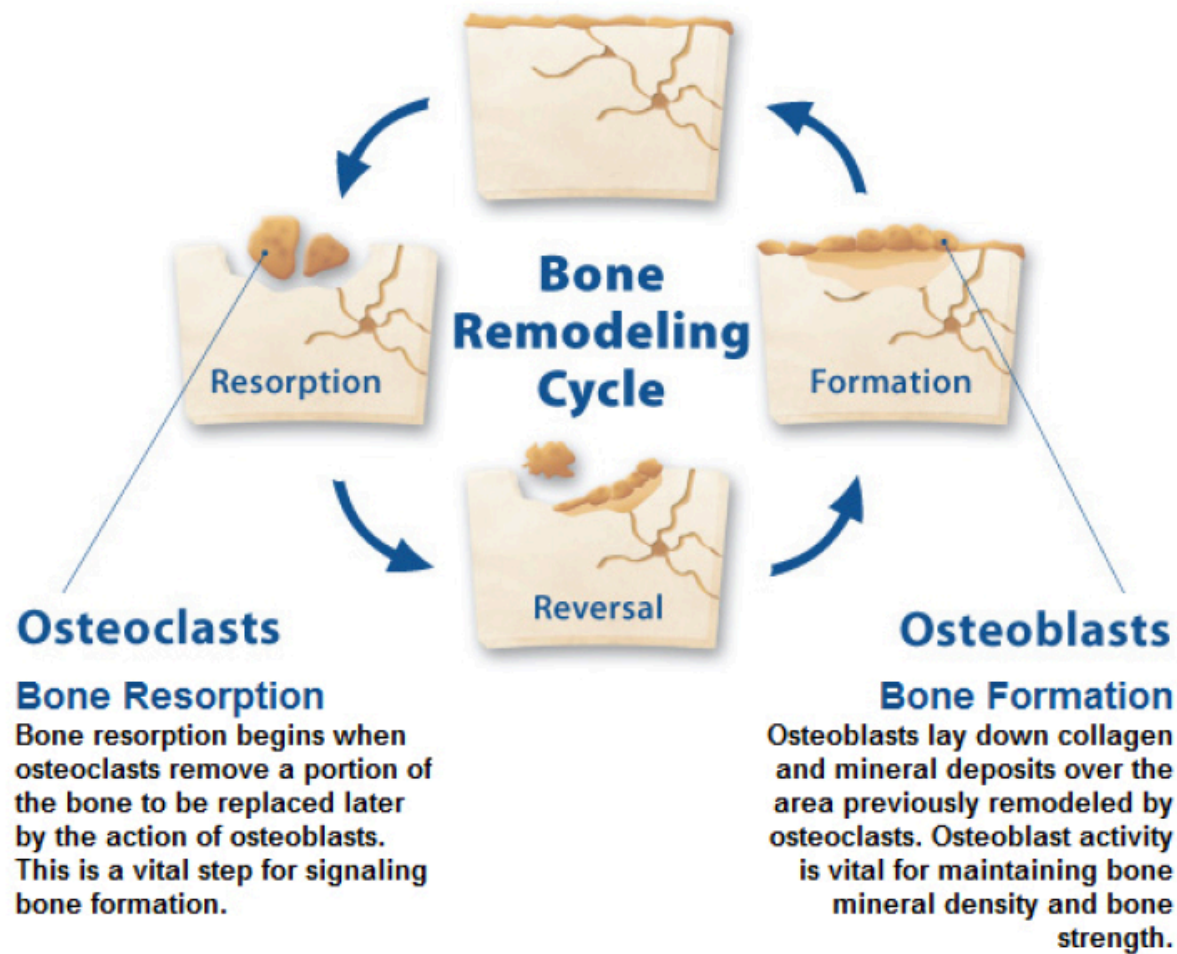 Bone
Remodeling
Cycle
Resorption
Formation
Reversal
Osteoclasts
Bone Resorption
Bone resorption begins when
osteoclasts remove a portion of
the bone to be replaced later
by the action of osteoblasts.
This is a vital step for signaling
bone formation.
Osteoblasts
Bone Formation
Osteoblasts lay down collagen
and mineral deposits over the
area previously remodeled by
osteoclasts. Osteoblast activity
is vital for maintaining bone
mineral density and bone
strength.